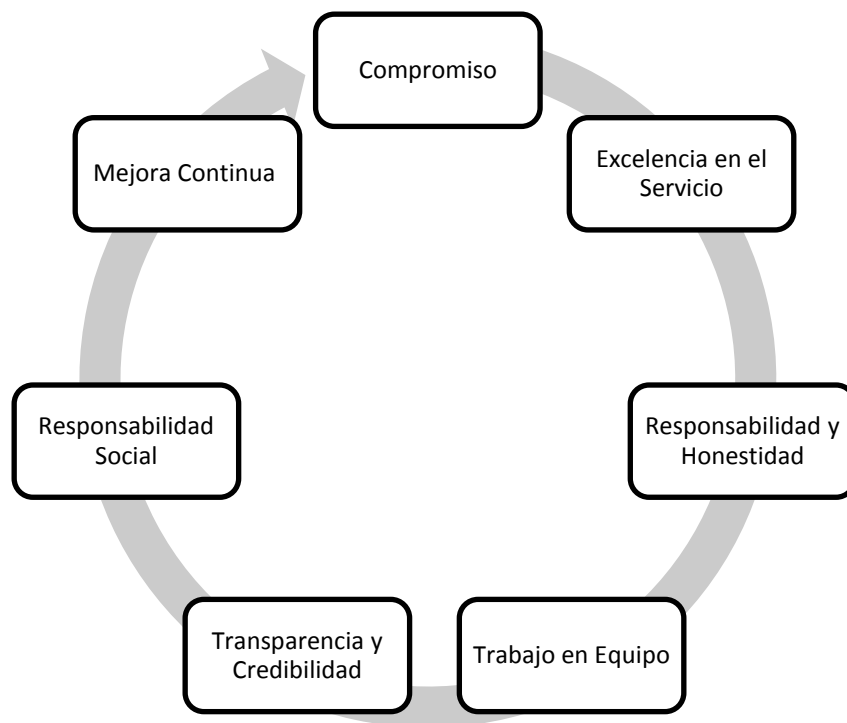 Compromiso
Excelencia en el
Servicio
Responsabilidad y
Honestidad
Trabajo en Equipo
Transparencia y
Credibilidad
Responsabilidad
Social
Mejora Continua